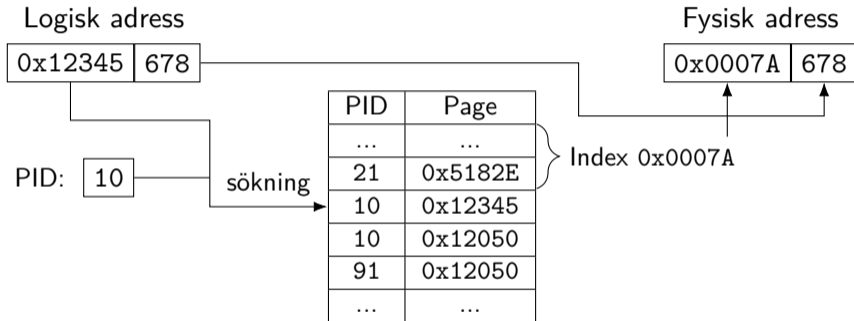 Logisk adress
0x12345 678
Fysisk adress
0x0007A 678
PID Page
... ...
21 0x5182E
10 0x12345
10 0x12050
91 0x12050
... ...
Index 0x0007A
PID: 10
sökning